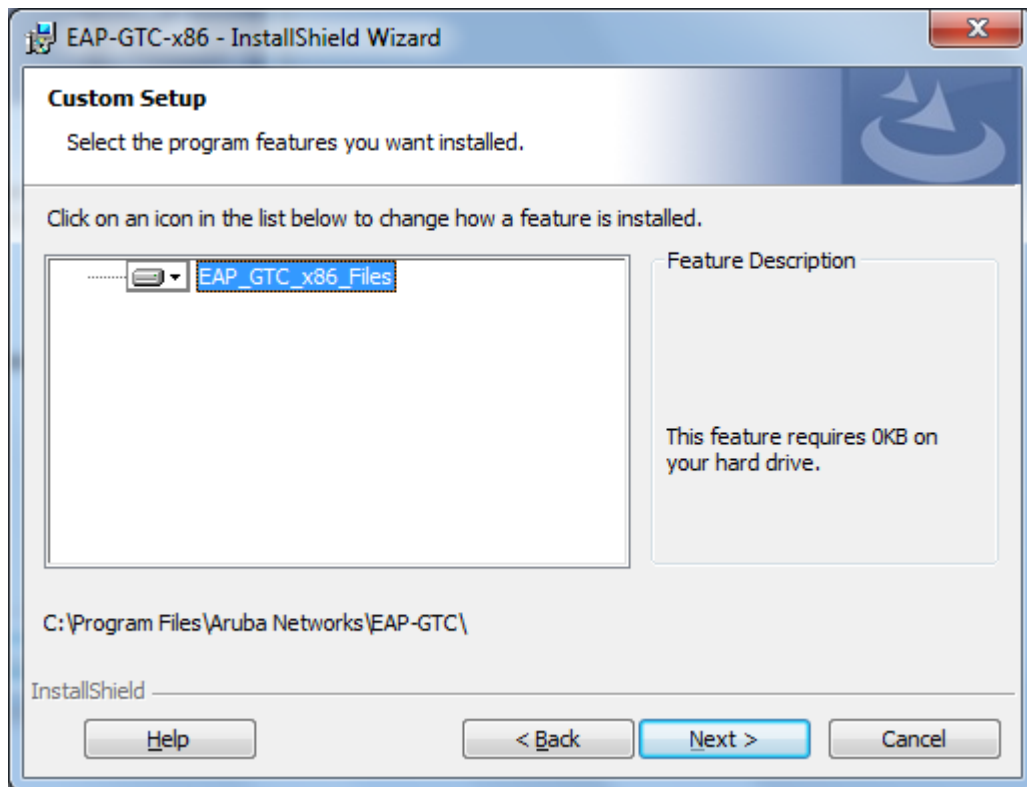 EAP-GTC-x86 - InstallShield Wizard
Custom Setup
Select the program features you want installed.
Click on an icon in the list below to change how a feature is installed.
EAP_GTC_x86_Files
Feature Description
This feature requires 0KB on
your hard drive.
C:\Program Files\Aruba Networks\EAP-GTC\
InstallShield
Help
< Back
Next >
Cancel